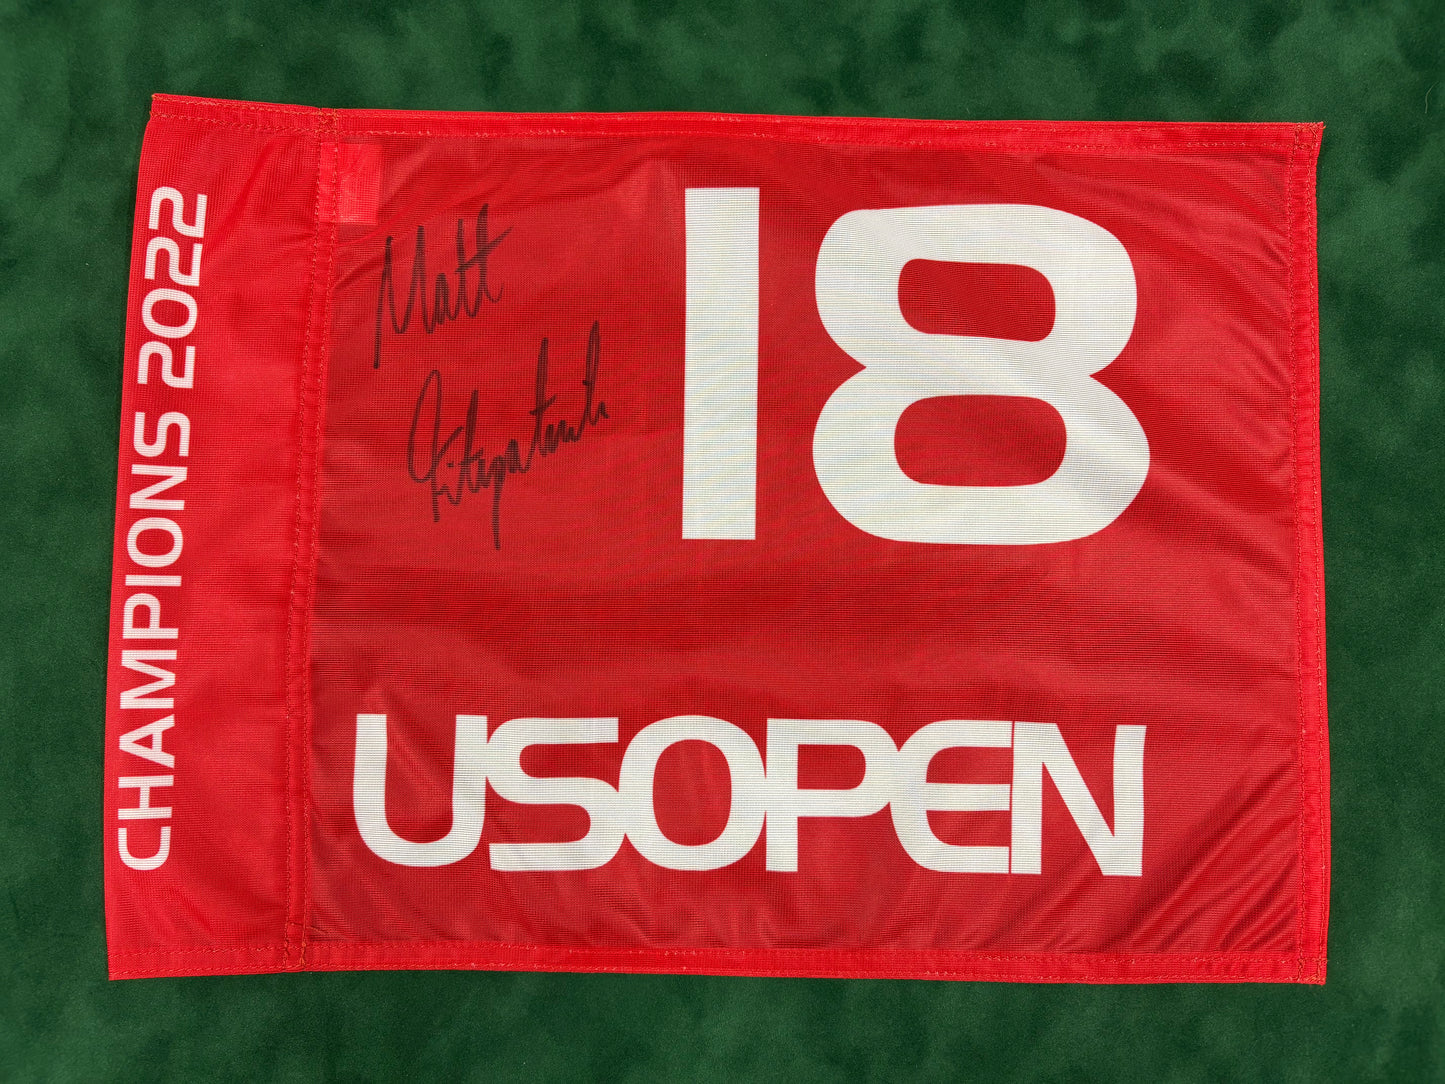 CHAMPIONS 2022
Matt
Fitzpatrick
18
USOPEN